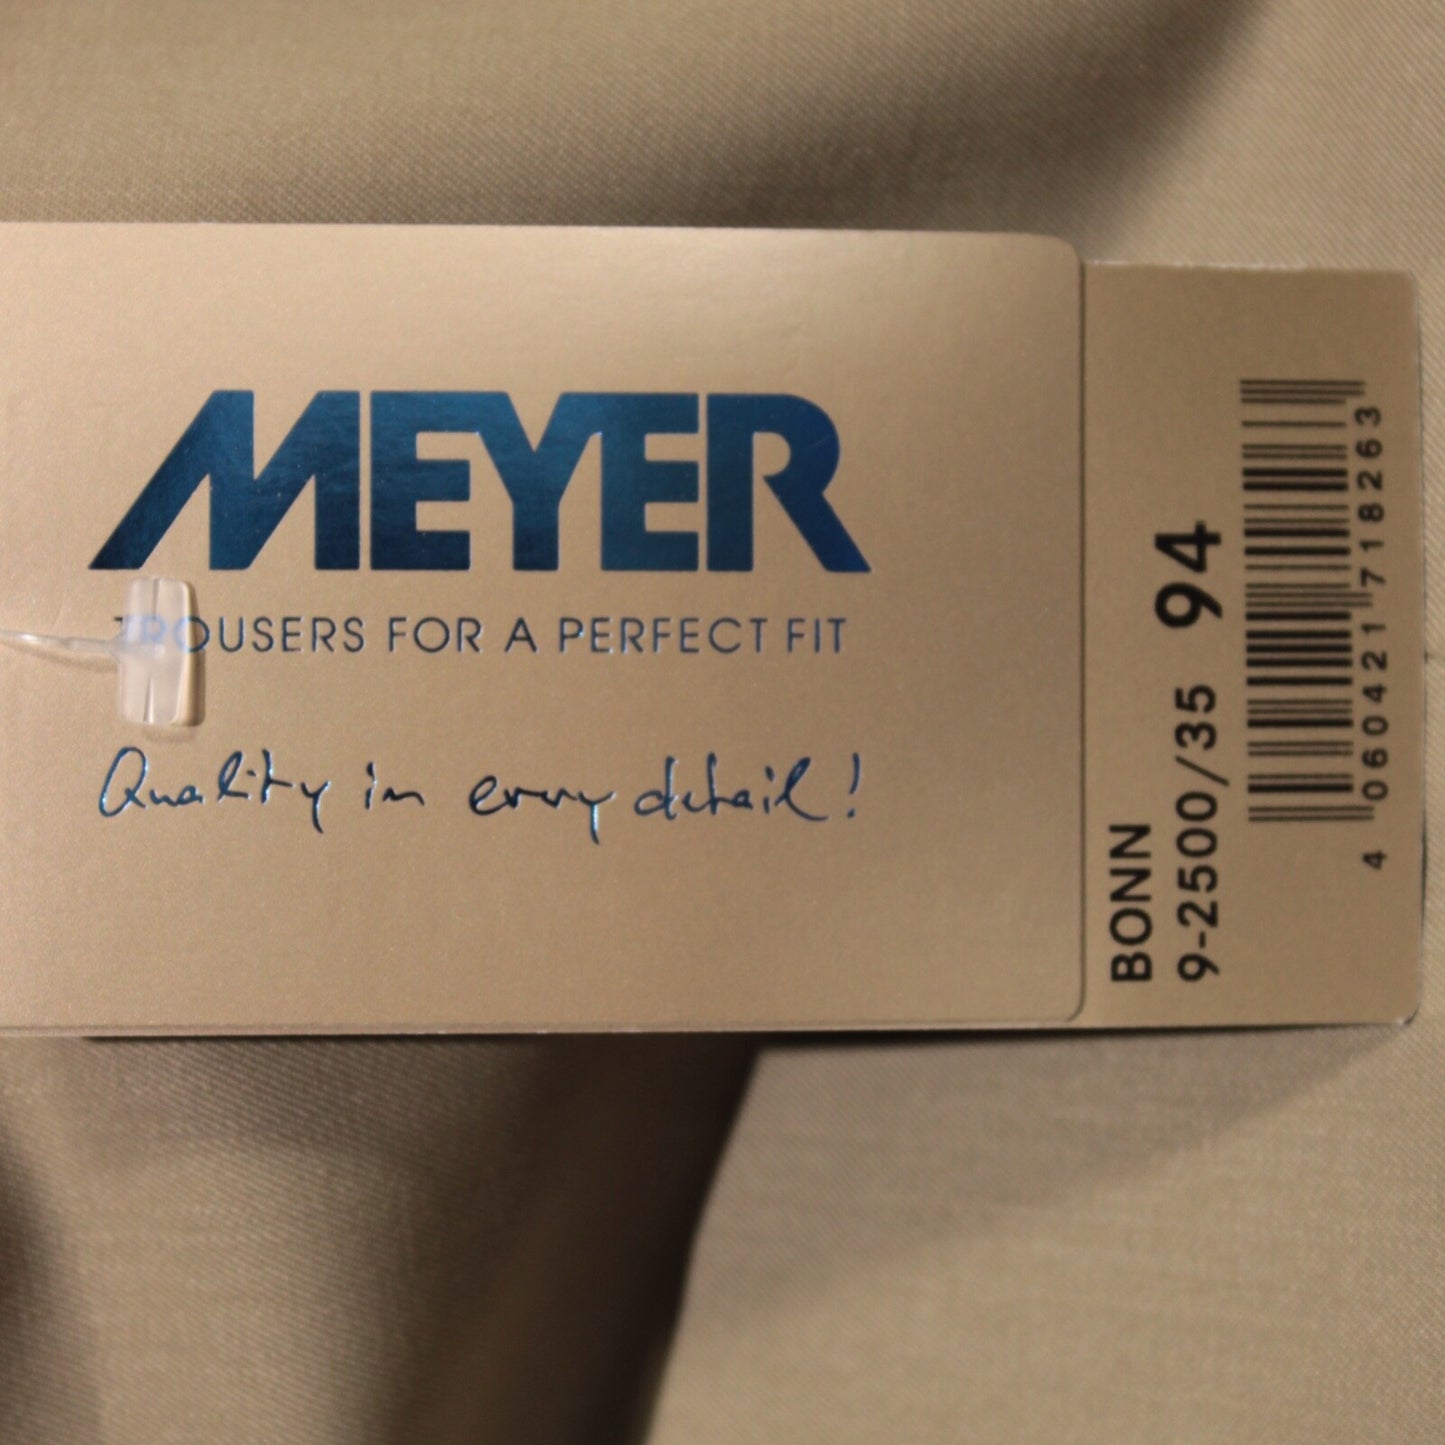 MEYER
TROUSERS FOR A PERFECT FIT
Quality in every detail!
BONN
9-2500/35 94
4 060421 718263